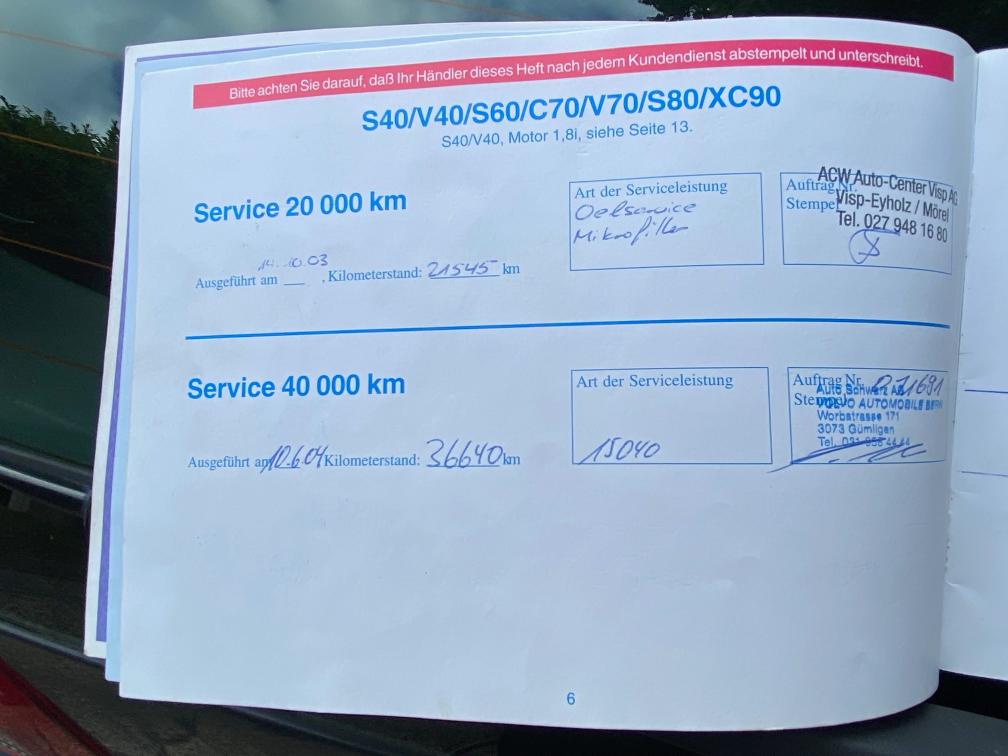 Bitte achten Sie darauf, daß Ihr Händler dieses Heft nach jedem Kundendienst abstempelt und unterschreibt.
S40/V40/S60/C70/V70/S80/XC90
S40/V40, Motor 1,8i, siehe Seite 13.
Service 20 000 km
Ausgeführt am 14.10.03, Kilometerstand: 21545 km
Art der Serviceleistung
Oelservice
Mikrofilter
Auftrag Nr.
Stempel
ACW Auto-Center Visp AG
Visp-Eyholz / Mörel
Tel. 027 948 16 80
Service 40 000 km
Ausgeführt am 10.6.04 Kilometerstand: 36640 km
Art der Serviceleistung
15040
Auftrag Nr. 071691
Stempel
Auto Schwarz AG
VOLVO AUTOMOBILE BERN
Worbstrasse 171
3073 Gümligen
Tel. 031
6